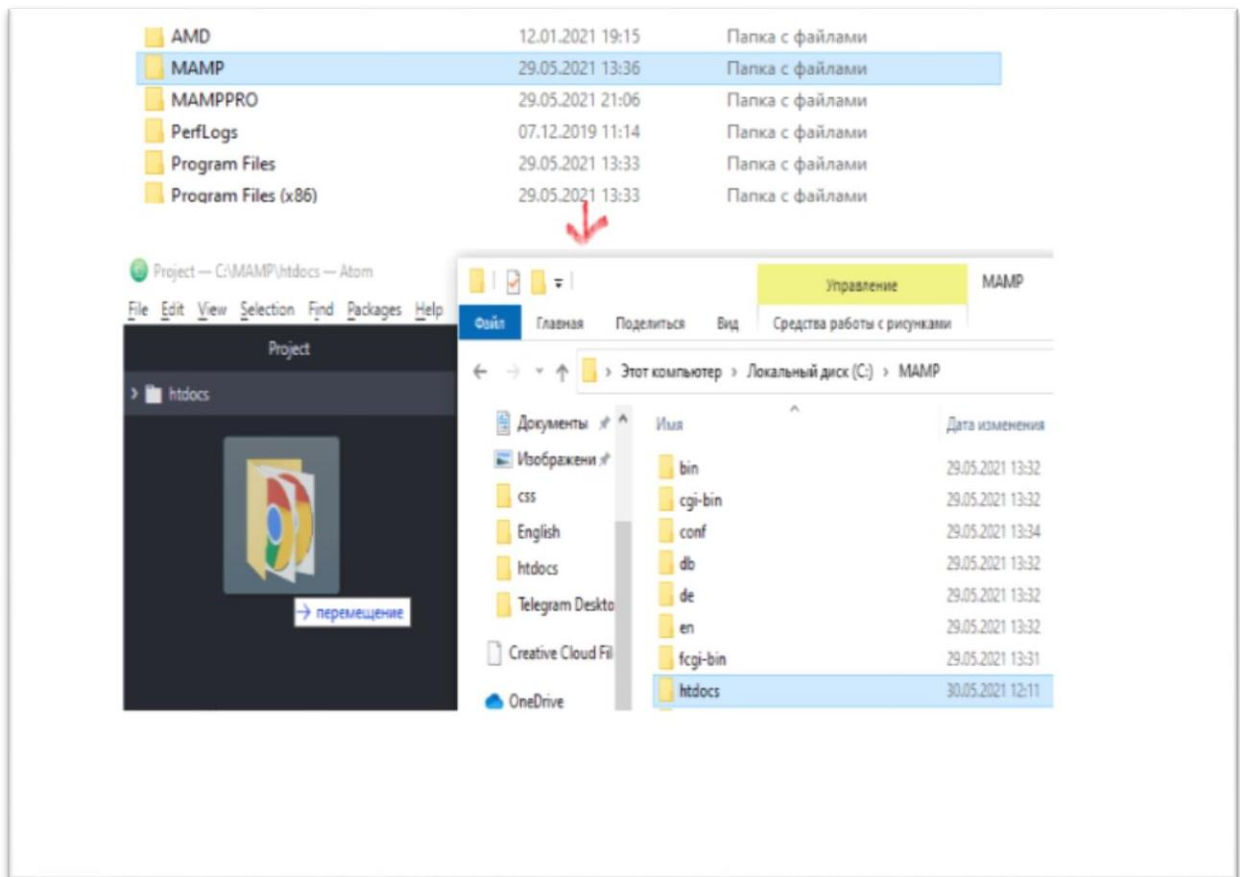 AMD 12.01.2021 19:15 Папка с файлами
MAMP 29.05.2021 13:36 Папка с файлами
MAMPPRO 29.05.2021 21:06 Папка с файлами
PerfLogs 07.12.2019 11:14 Папка с файлами
Program Files 29.05.2021 13:33 Папка с файлами
Program Files (x86) 29.05.2021 13:33 Папка с файлами
Project — C:\MAMP\htdocs — Atom
File Edit View Selection Find Packages Help
Project
htdocs
→ перемещение
Управление MAMP
Файл Главная Поделиться Вид Средства работы с рисунками
Этот компьютер › Локальный диск (C:) › MAMP
Документы
Изображени
css
English
htdocs
Telegram Deskto
Creative Cloud Fil
OneDrive
Имя Дата изменения
bin 29.05.2021 13:32
cgi-bin 29.05.2021 13:32
conf 29.05.2021 13:34
db 29.05.2021 13:32
de 29.05.2021 13:32
en 29.05.2021 13:32
fcgi-bin 29.05.2021 13:31
htdocs 30.05.2021 12:11